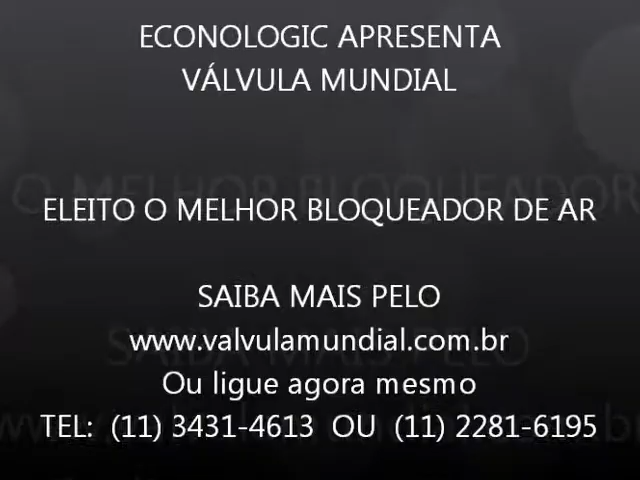 ECONOLOGIC APRESENTA
VÁLVULA MUNDIAL
ELEITO O MELHOR BLOQUEADOR DE AR
SAIBA MAIS PELO
www.valvulamundial.com.br
Ou ligue agora mesmo
TEL: (11) 3431-4613 OU (11) 2281-6195